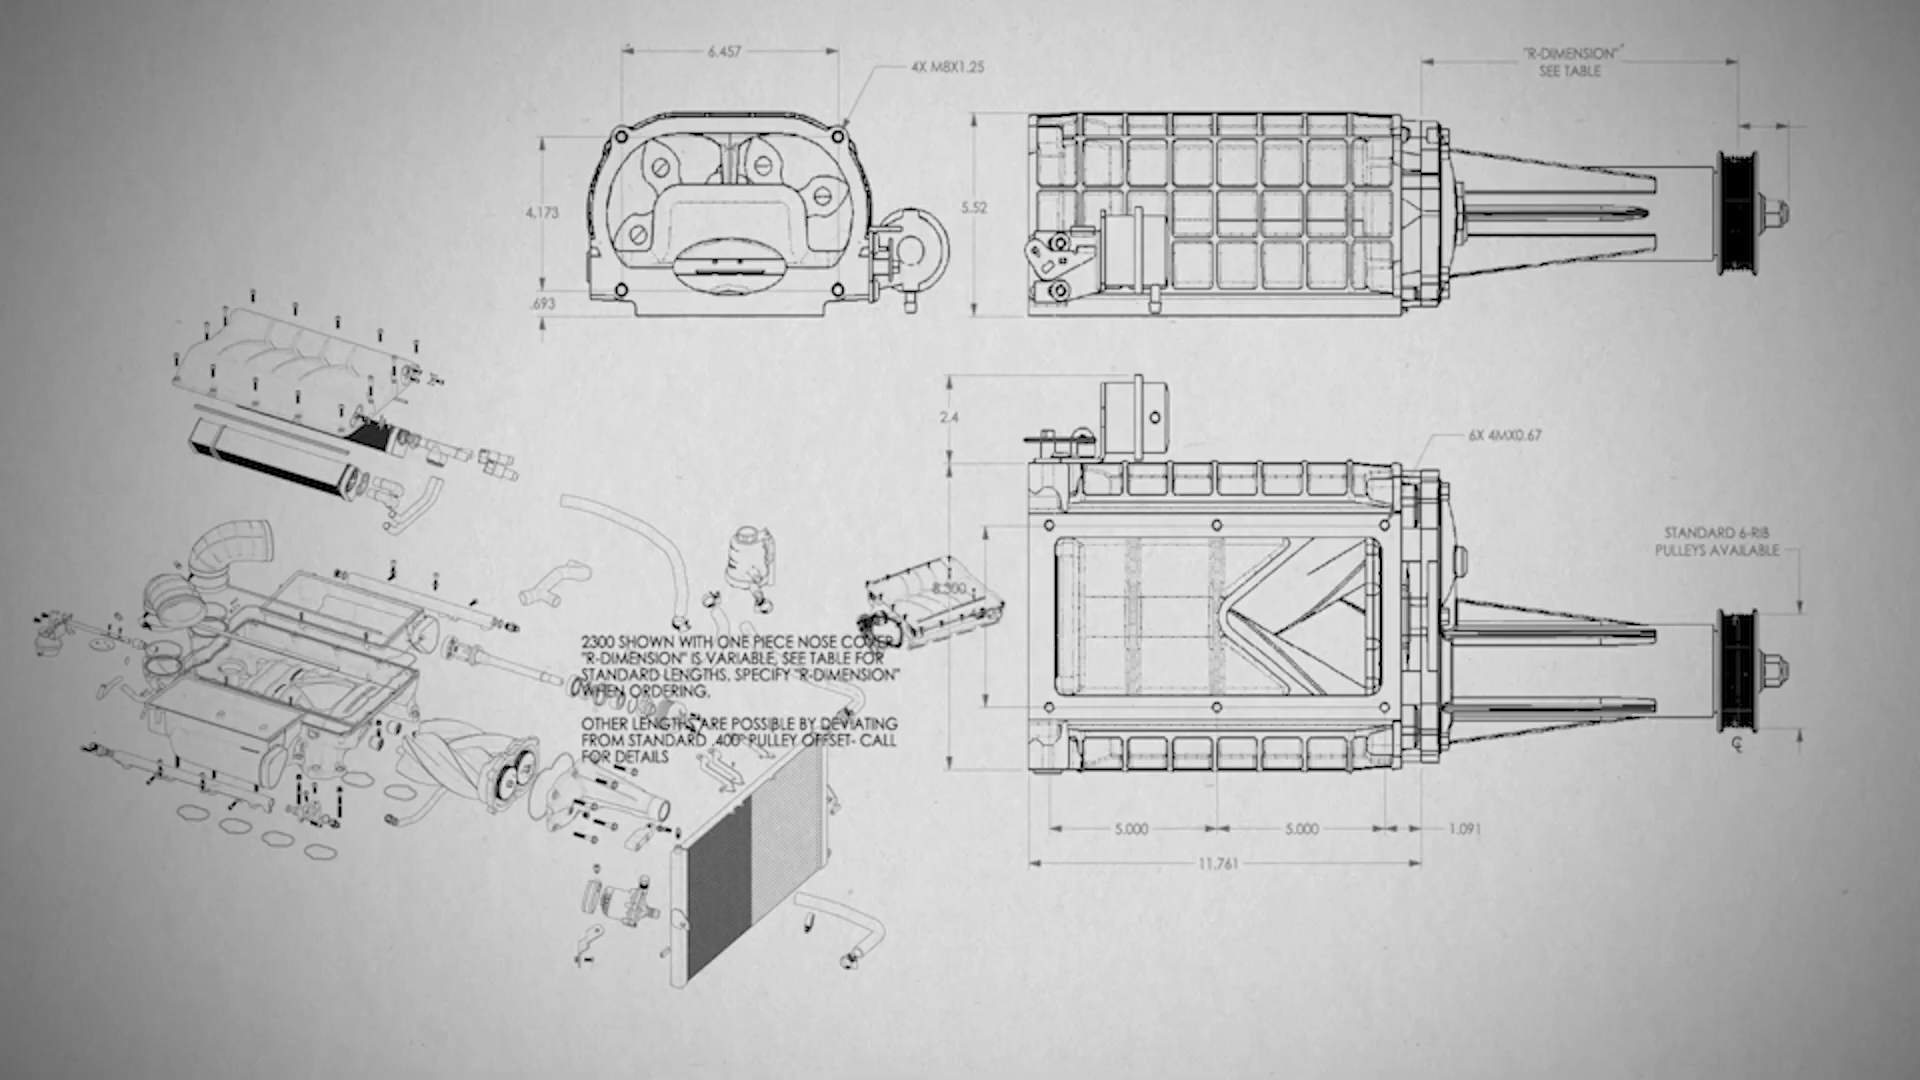 6.457
4X M8X1.25
"R-DIMENSION"
SEE TABLE
4.173
5.52
.693
2.4
6X 4MX0.67
STANDARD 6-RIB
PULLEYS AVAILABLE
8.300
2300 SHOWN WITH ONE PIECE NOSE COVER
"R-DIMENSION" IS VARIABLE, SEE TABLE FOR
STANDARD LENGTHS. SPECIFY "R-DIMENSION"
WHEN ORDERING.
OTHER LENGTHS ARE POSSIBLE BY DEVIATING
FROM STANDARD .400" PULLEY OFFSET- CALL
FOR DETAILS
5.000
5.000
1.091
11.761